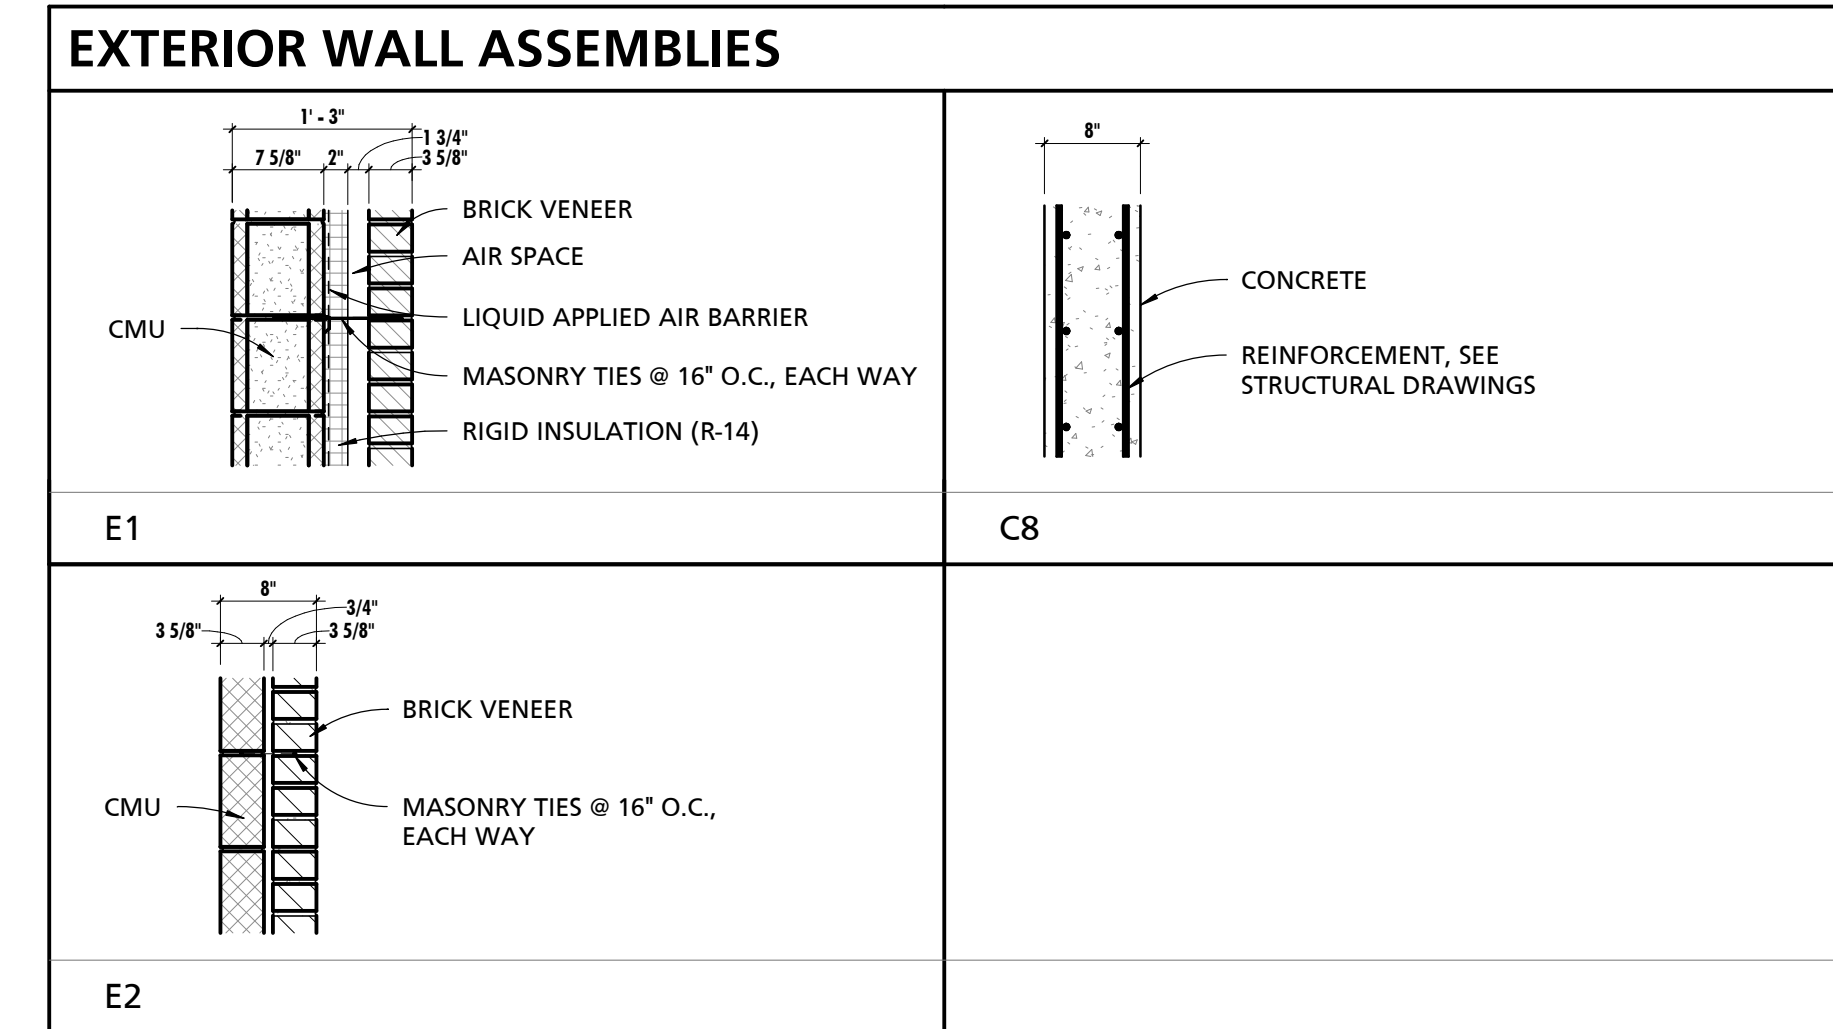 EXTERIOR WALL ASSEMBLIES
1' - 3"
1 3/4"
7 5/8"
2"
3 5/8"
BRICK VENEER
AIR SPACE
LIQUID APPLIED AIR BARRIER
CMU
MASONRY TIES @ 16" O.C., EACH WAY
RIGID INSULATION (R-14)
E1
8"
CONCRETE
REINFORCEMENT, SEE
STRUCTURAL DRAWINGS
C8
8"
3/4"
3 5/8"
3 5/8"
BRICK VENEER
CMU
MASONRY TIES @ 16" O.C.,
EACH WAY
E2